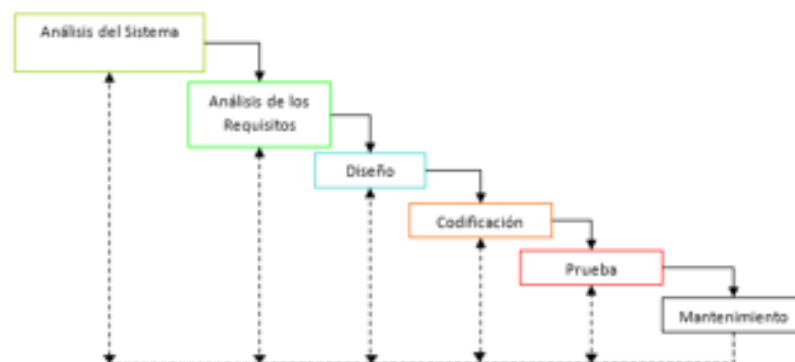 Análisis del Sistema
Análisis de los
Requisitos
Diseño
Codificación
Prueba
Mantenimiento